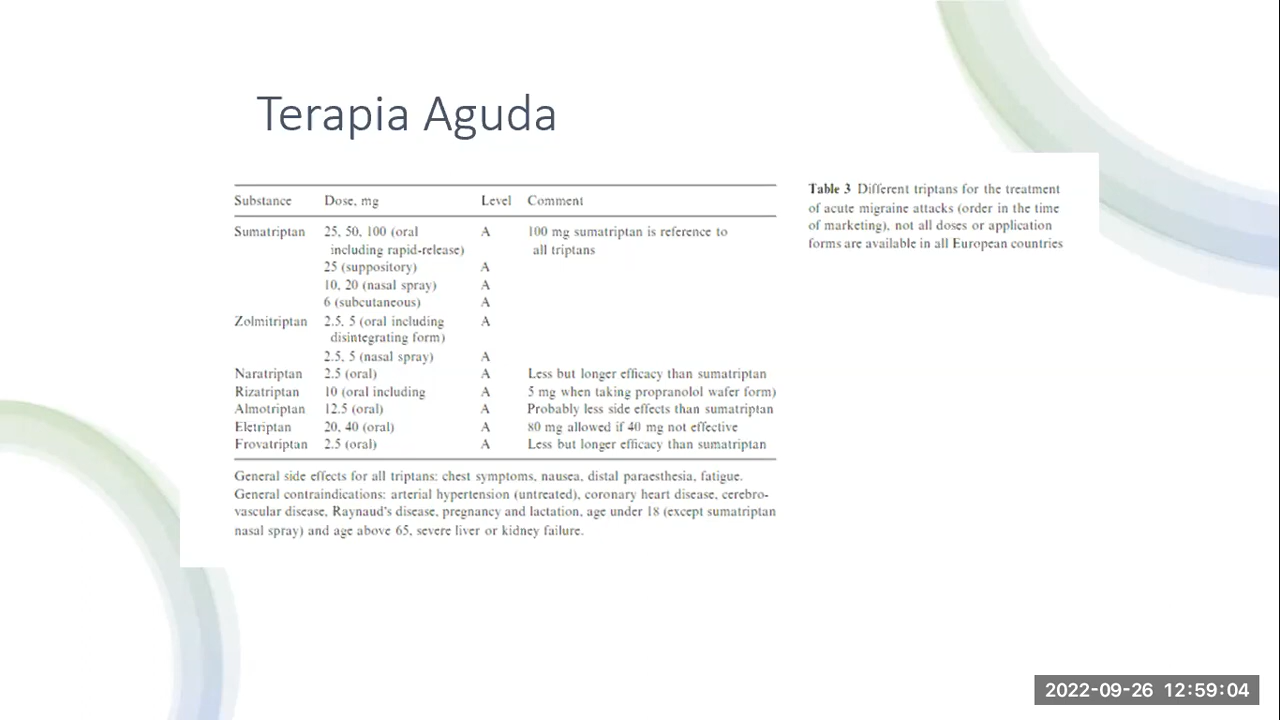 Terapia Aguda
Substance Dose, mg Level Comment
Sumatriptan 25, 50, 100 (oral A 100 mg sumatriptan is reference to
including rapid-release) all triptans
25 (suppository) A
10, 20 (nasal spray) A
6 (subcutaneous) A
Zolmitriptan 2.5, 5 (oral including A
disintegrating form)
2.5, 5 (nasal spray) A
Naratriptan 2.5 (oral) A Less but longer efficacy than sumatriptan
Rizatriptan 10 (oral including A 5 mg when taking propranolol wafer form)
Almotriptan 12.5 (oral) A Probably less side effects than sumatriptan
Eletriptan 20, 40 (oral) A 80 mg allowed if 40 mg not effective
Frovatriptan 2.5 (oral) A Less but longer efficacy than sumatriptan
General side effects for all triptans: chest symptoms, nausea, distal paraesthesia, fatigue.
General contraindications: arterial hypertension (untreated), coronary heart disease, cerebro-
vascular disease, Raynaud's disease, pregnancy and lactation, age under 18 (except sumatriptan
nasal spray) and age above 65, severe liver or kidney failure.
Table 3 Different triptans for the treatment
of acute migraine attacks (order in the time
of marketing), not all doses or application
forms are available in all European countries
2022-09-26 12:59:04